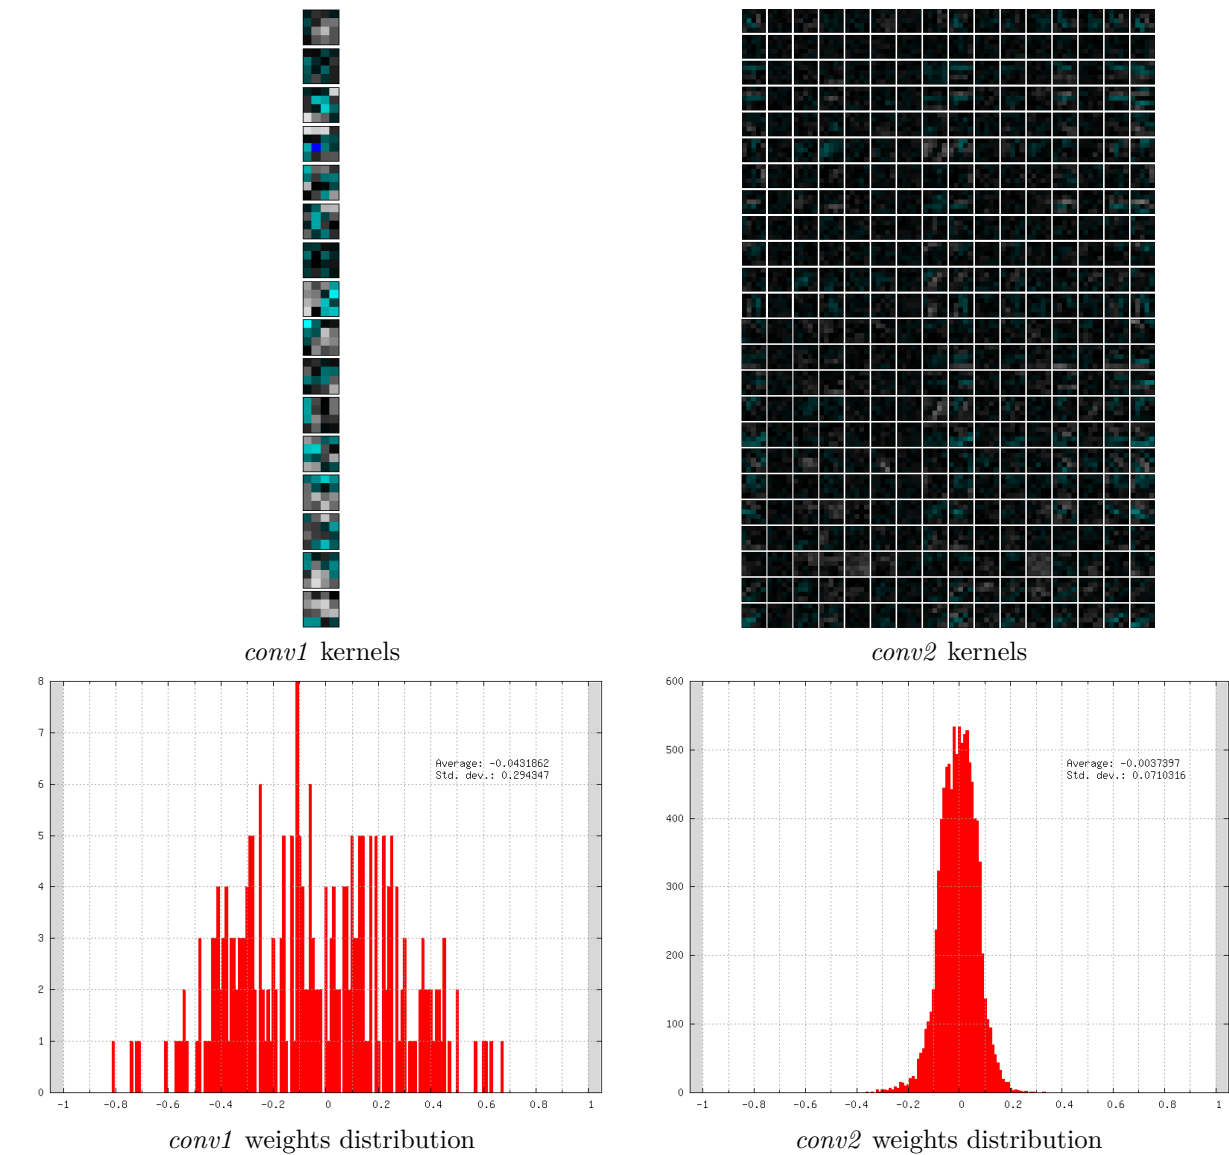 conv1 kernels
conv2 kernels
8
7
6
5
4
3
2
1
0
Average: -0.0431862
Std. dev.: 0.294347
-1 -0.8 -0.6 -0.4 -0.2 0 0.2 0.4 0.6 0.8 1
conv1 weights distribution
600
500
400
300
200
100
0
Average: -0.0037397
Std. dev.: 0.0710316
-1 -0.8 -0.6 -0.4 -0.2 0 0.2 0.4 0.6 0.8 1
conv2 weights distribution